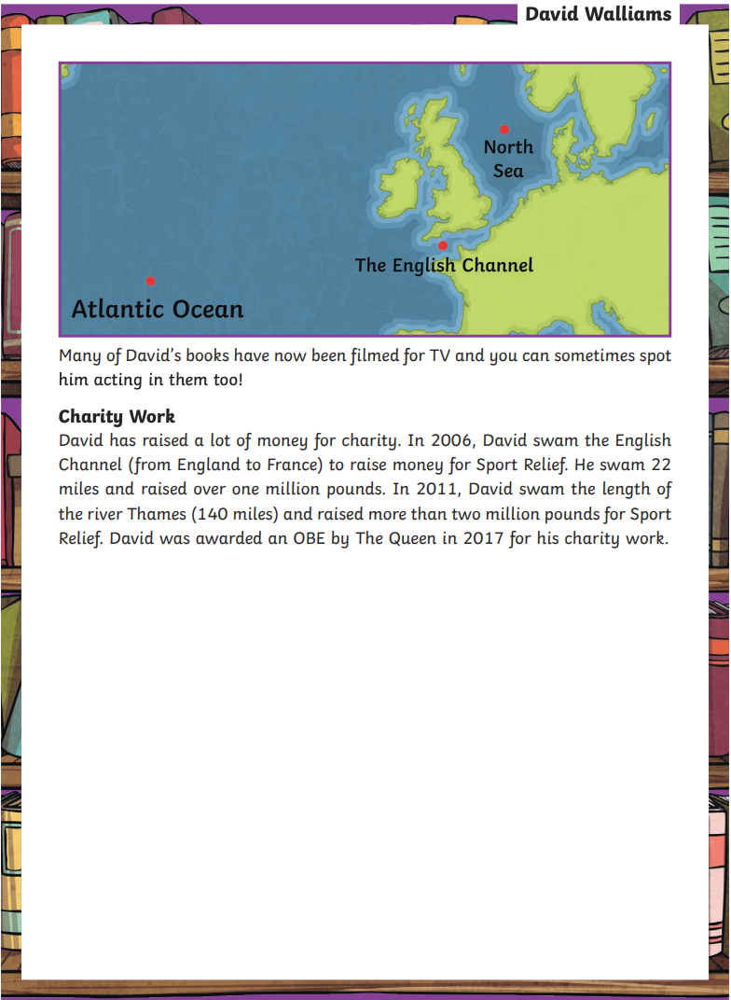 David Walliams
North
Sea
The English Channel
Atlantic Ocean
Many of David’s books have now been filmed for TV and you can sometimes spot
him acting in them too!
Charity Work
David has raised a lot of money for charity. In 2006, David swam the English
Channel (from England to France) to raise money for Sport Relief. He swam 22
miles and raised over one million pounds. In 2011, David swam the length of
the river Thames (140 miles) and raised more than two million pounds for Sport
Relief. David was awarded an OBE by The Queen in 2017 for his charity work.